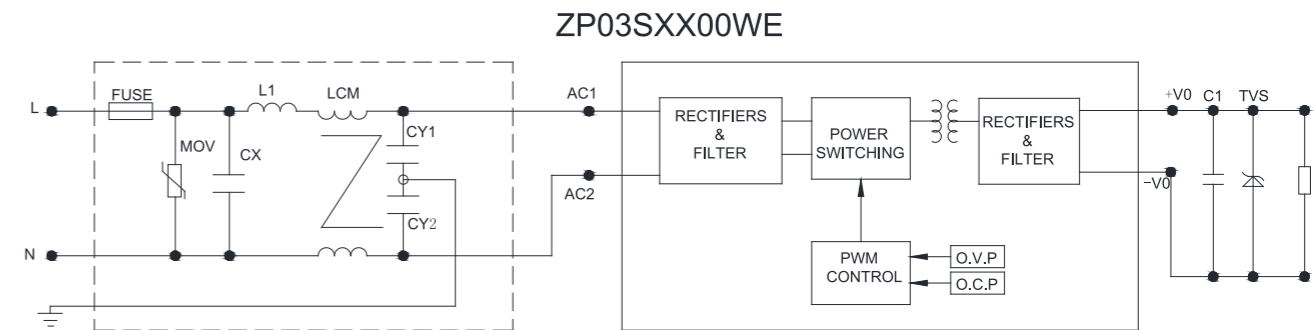 ZP03SXX00WE
FUSE
L1
LCM
L
MOV
CX
CY1
CY2
N
AC1
AC2
RECTIFIERS
&
FILTER
POWER
SWITCHING
RECTIFIERS
&
FILTER
PWM
CONTROL
O.V.P
O.C.P
+V0
C1
TVS
-V0